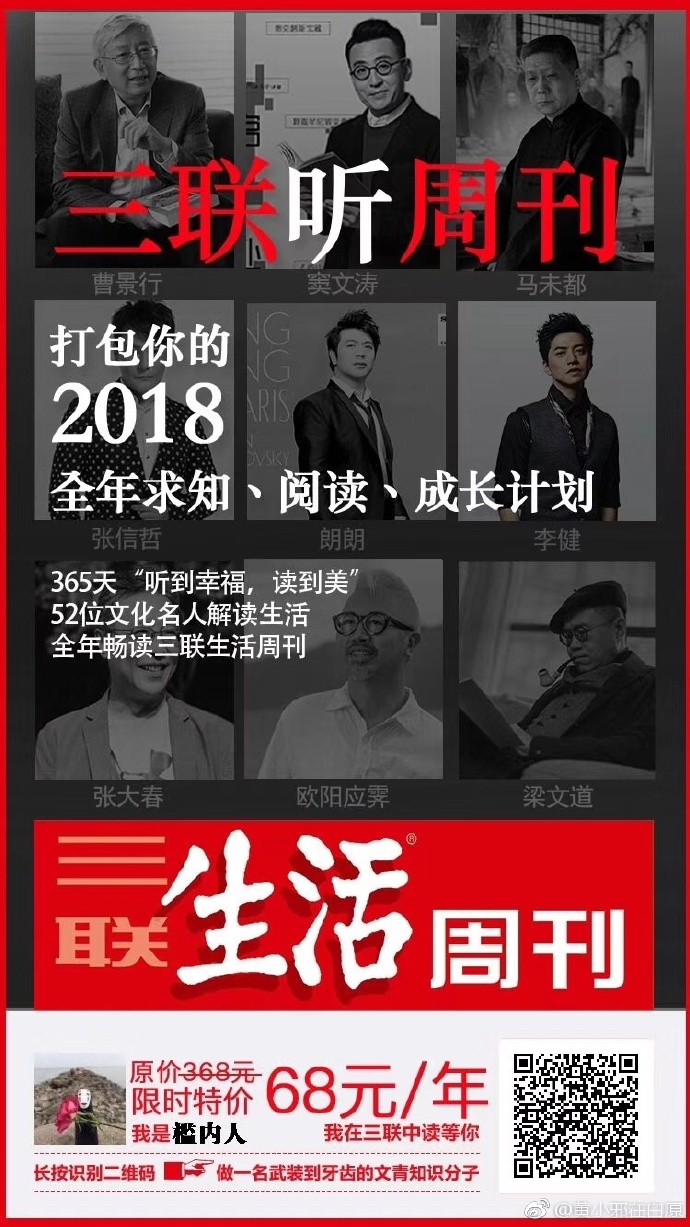 三联听周刊
曹景行
窦文涛
马未都
打包你的
2018
全年求知、阅读、成长计划
张信哲
朗朗
李健
365天“听到幸福，读到美”
52位文化名人解读生活
全年畅读三联生活周刊
张大春
欧阳应霁
梁文道
三联生活周刊®
原价368元
限时特价
68元/年
我是槛内人
我在三联中读等你
长按识别二维码
做一名武装到牙齿的文青知识分子
@黄小邪在白原